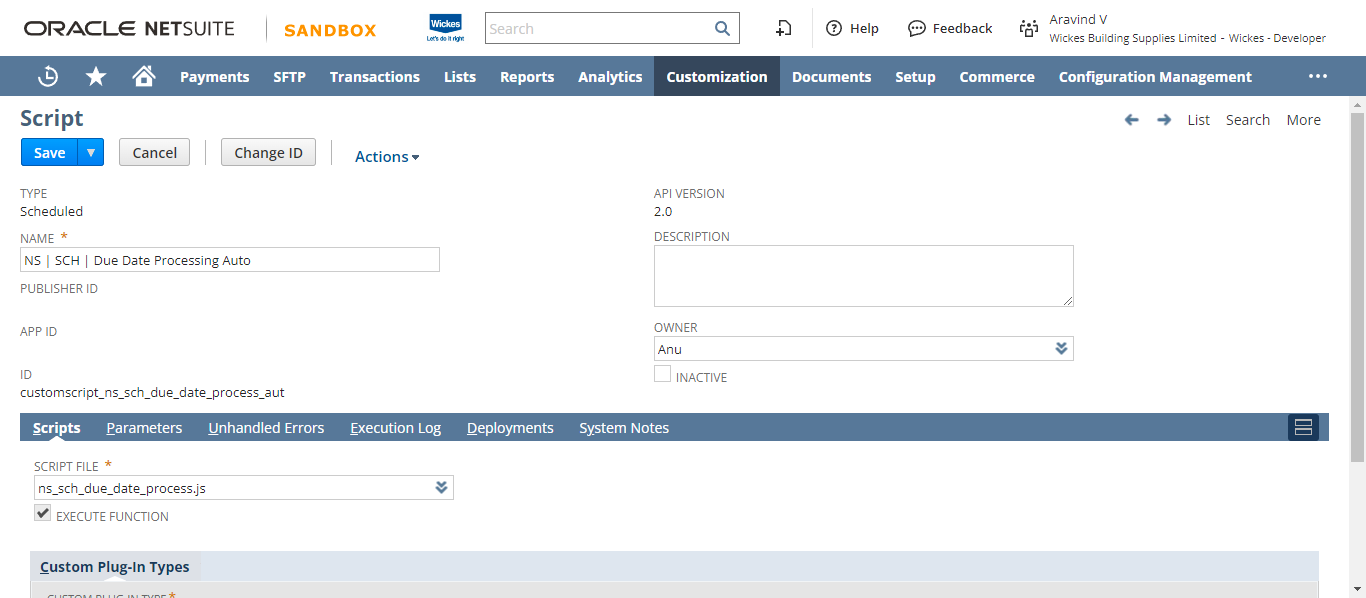 ORACLE NETSUITE
SANDBOX
Wickes
Let's do it right
Search
Help
Feedback
Aravind V
Wickes Building Supplies Limited - Wickes - Developer
Payments SFTP Transactions Lists Reports Analytics Customization Documents Setup Commerce Configuration Management
Script
List Search More
Save Cancel Change ID Actions
TYPE
Scheduled
NAME *
NS | SCH | Due Date Processing Auto
PUBLISHER ID
APP ID
ID
customscript_ns_sch_due_date_process_aut
API VERSION
2.0
DESCRIPTION
OWNER
Anu
INACTIVE
Scripts Parameters Unhandled Errors Execution Log Deployments System Notes
SCRIPT FILE *
ns_sch_due_date_process.js
EXECUTE FUNCTION
Custom Plug-In Types
CUSTOM PLUG-IN TYPE *